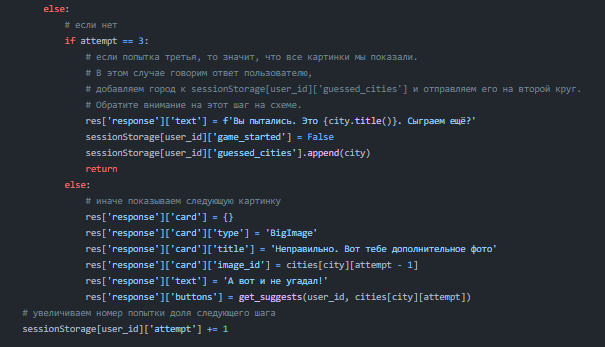 else:
# если нет
if attempt == 3:
# если попытка третья, то значит, что все картинки мы показали.
# В этом случае говорим ответ пользователю,
# добавляем город к sessionStorage[user_id]['guessed_cities'] и отправляем его на второй круг.
# Обратите внимание на этот шаг на схеме.
res['response']['text'] = f'Вы пытались. Это {city.title()}. Сыграем ещё?'
sessionStorage[user_id]['game_started'] = False
sessionStorage[user_id]['guessed_cities'].append(city)
return
else:
# иначе показываем следующую картинку
res['response']['card'] = {}
res['response']['card']['type'] = 'BigImage'
res['response']['card']['title'] = 'Неправильно. Вот тебе дополнительное фото'
res['response']['card']['image_id'] = cities[city][attempt - 1]
res['response']['text'] = 'А вот и не угадал!'
res['response']['buttons'] = get_suggests(user_id, cities[city][attempt])
# увеличиваем номер попытки доля следующего шага
sessionStorage[user_id]['attempt'] += 1